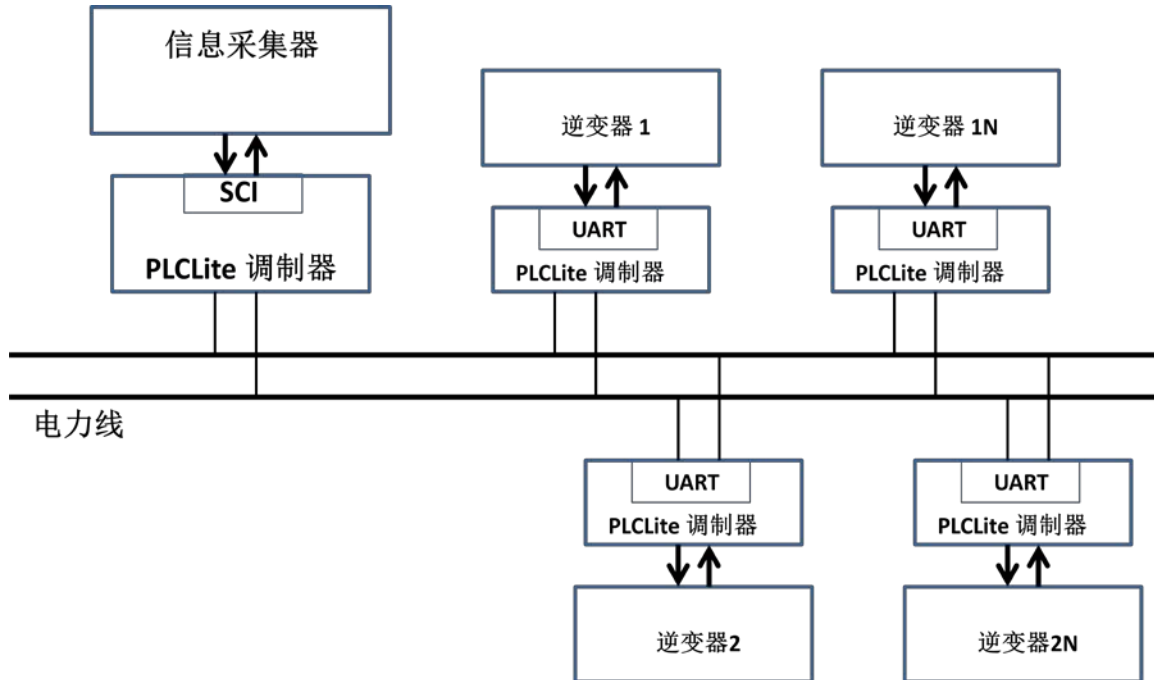 信息采集器
SCI
PLCLite 调制器
逆变器 1
UART
PLCLite 调制器
逆变器 1N
UART
PLCLite 调制器
电力线
UART
PLCLite 调制器
逆变器2
UART
PLCLite 调制器
逆变器2N